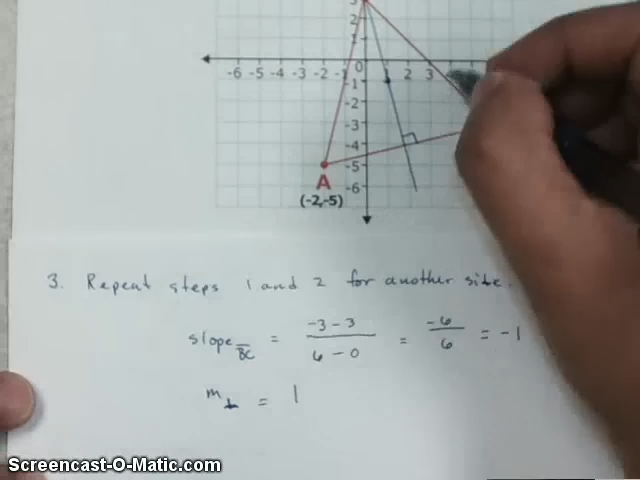 3
2
1
-6 -5 -4 -3 -2 -1 0 2 3
-1
-2
-3
-4
-5
-6
A
(-2,-5)
3. Repeat steps 1 and 2 for another side.
slope BC = -3 - 3 / 6 - 0 = -6 / 6 = -1
m⊥ = 1
Screencast-O-Matic.com